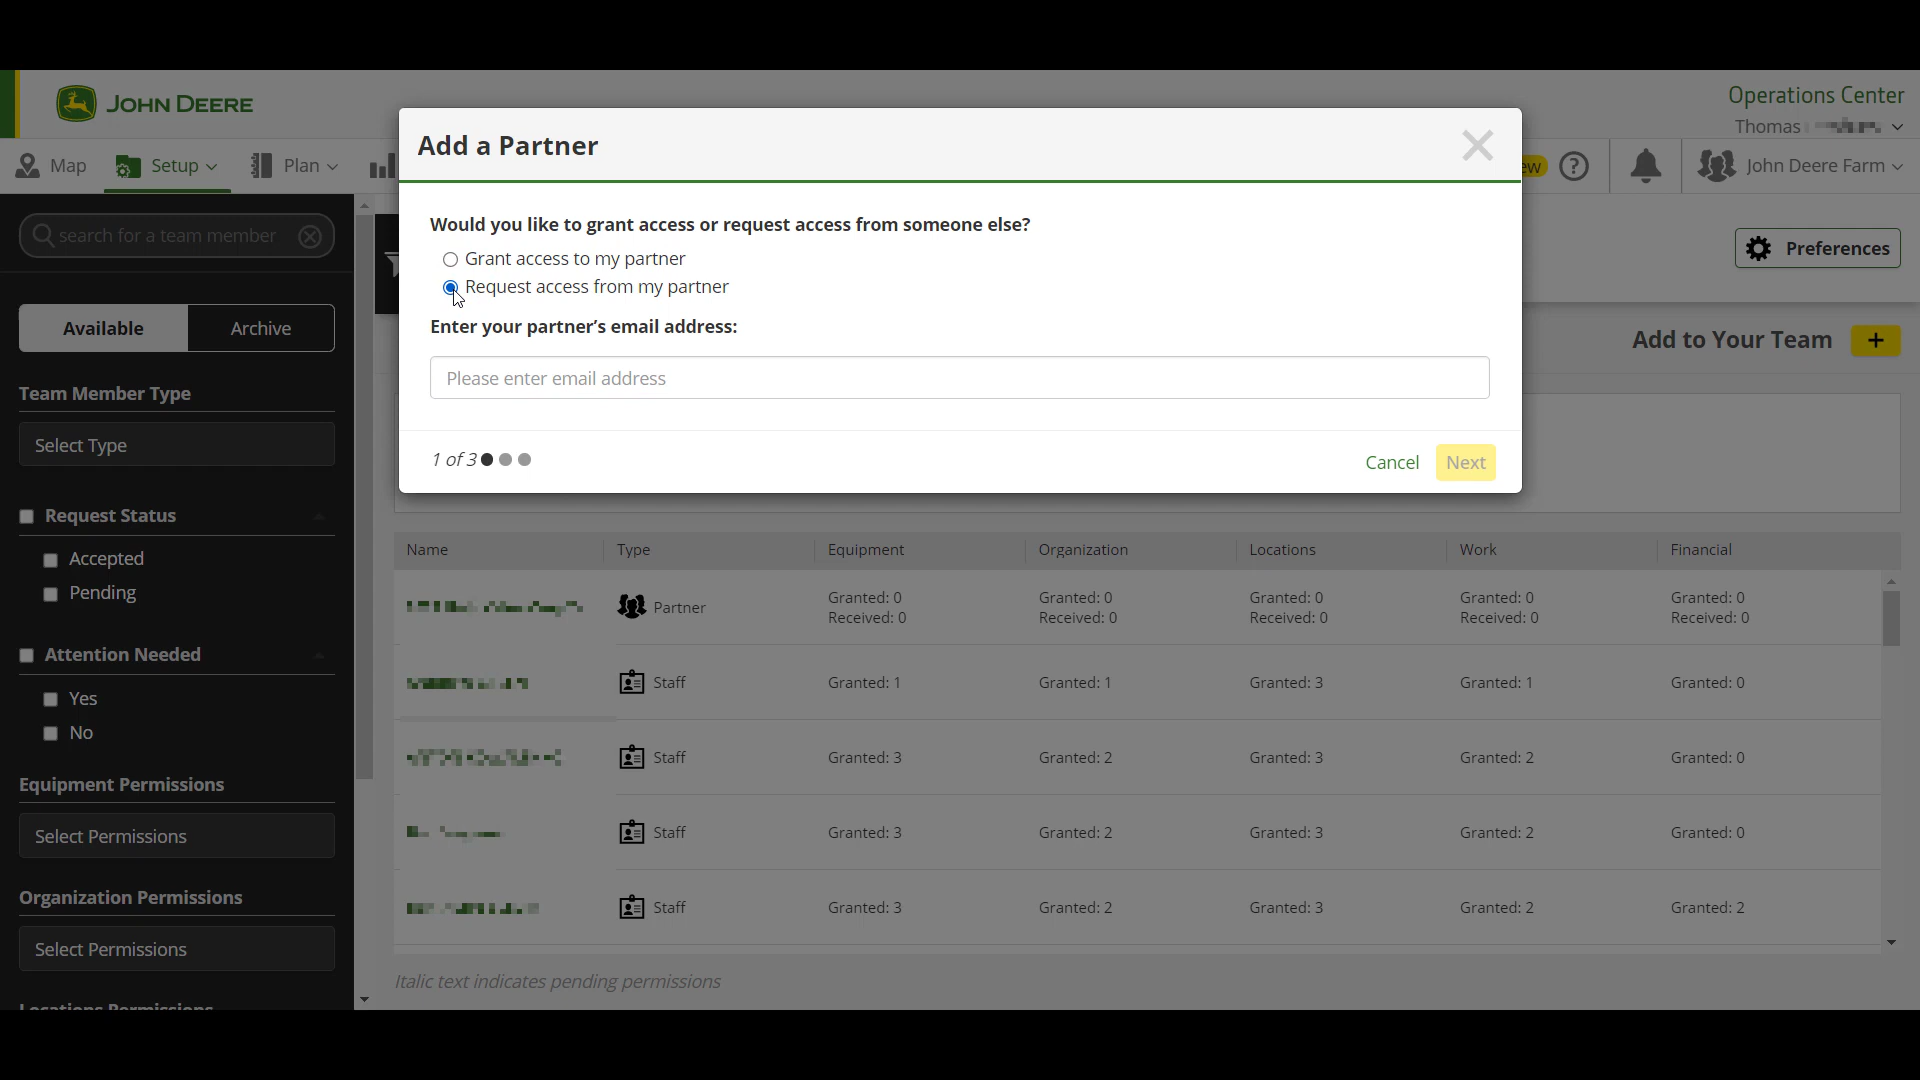 JOHN DEERE
Operations Center
Thomas
Map
Setup
Plan
John Deere Farm
Add a Partner
Would you like to grant access or request access from someone else?
Grant access to my partner
Request access from my partner
Enter your partner's email address:
Please enter email address
1 of 3
Cancel
Next
search for a team member
Available
Archive
Team Member Type
Select Type
Request Status
Accepted
Pending
Attention Needed
Yes
No
Equipment Permissions
Select Permissions
Organization Permissions
Select Permissions
Locations Permissions
Preferences
Add to Your Team +
Name Type Equipment Organization Locations Work Financial
Partner Granted: 0 Granted: 0 Granted: 0 Granted: 0 Granted: 0
Received: 0 Received: 0 Received: 0 Received: 0 Received: 0
Staff Granted: 1 Granted: 1 Granted: 3 Granted: 1 Granted: 0
Staff Granted: 3 Granted: 2 Granted: 3 Granted: 2 Granted: 0
Staff Granted: 3 Granted: 2 Granted: 3 Granted: 2 Granted: 0
Staff Granted: 3 Granted: 2 Granted: 3 Granted: 2 Granted: 2
Italic text indicates pending permissions